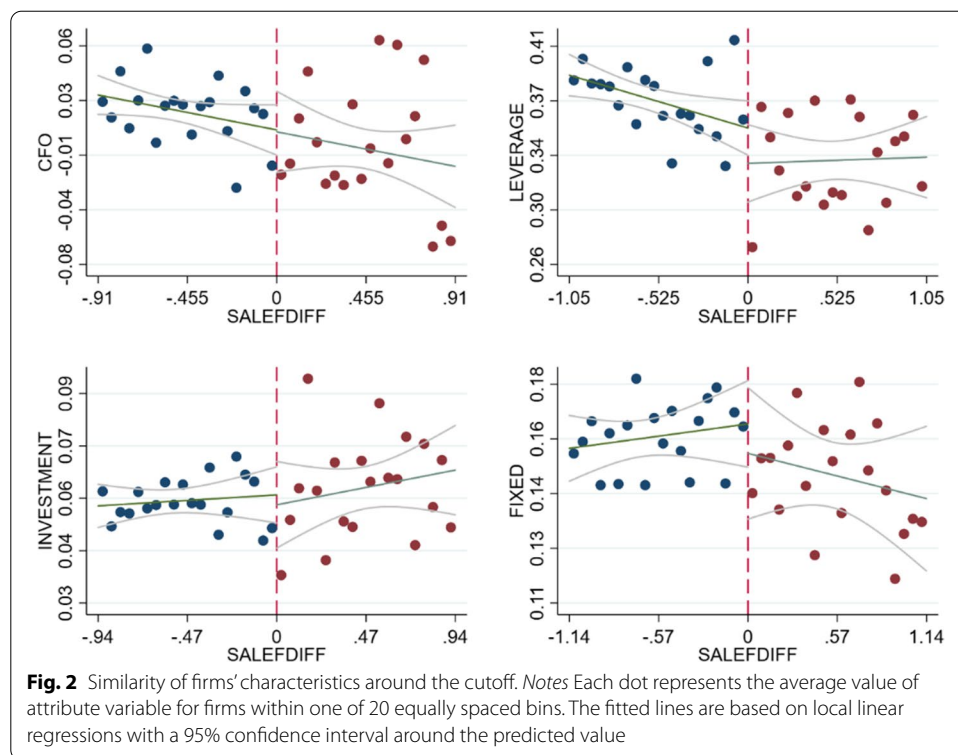 0.06
0.03
-0.01
-0.04
-0.08
CFO
-.91 -.455 0 .455 .91
SALEFDIFF
0.41
0.37
0.34
0.30
0.26
LEVERAGE
-1.05 -.525 0 .525 1.05
SALEFDIFF
0.09
0.07
0.06
0.04
0.03
INVESTMENT
-.94 -.47 0 .47 .94
SALEFDIFF
0.18
0.16
0.14
0.13
0.11
FIXED
-1.14 -.57 0 .57 1.14
SALEFDIFF
Fig. 2 Similarity of firms' characteristics around the cutoff. Notes Each dot represents the average value of
attribute variable for firms within one of 20 equally spaced bins. The fitted lines are based on local linear
regressions with a 95% confidence interval around the predicted value